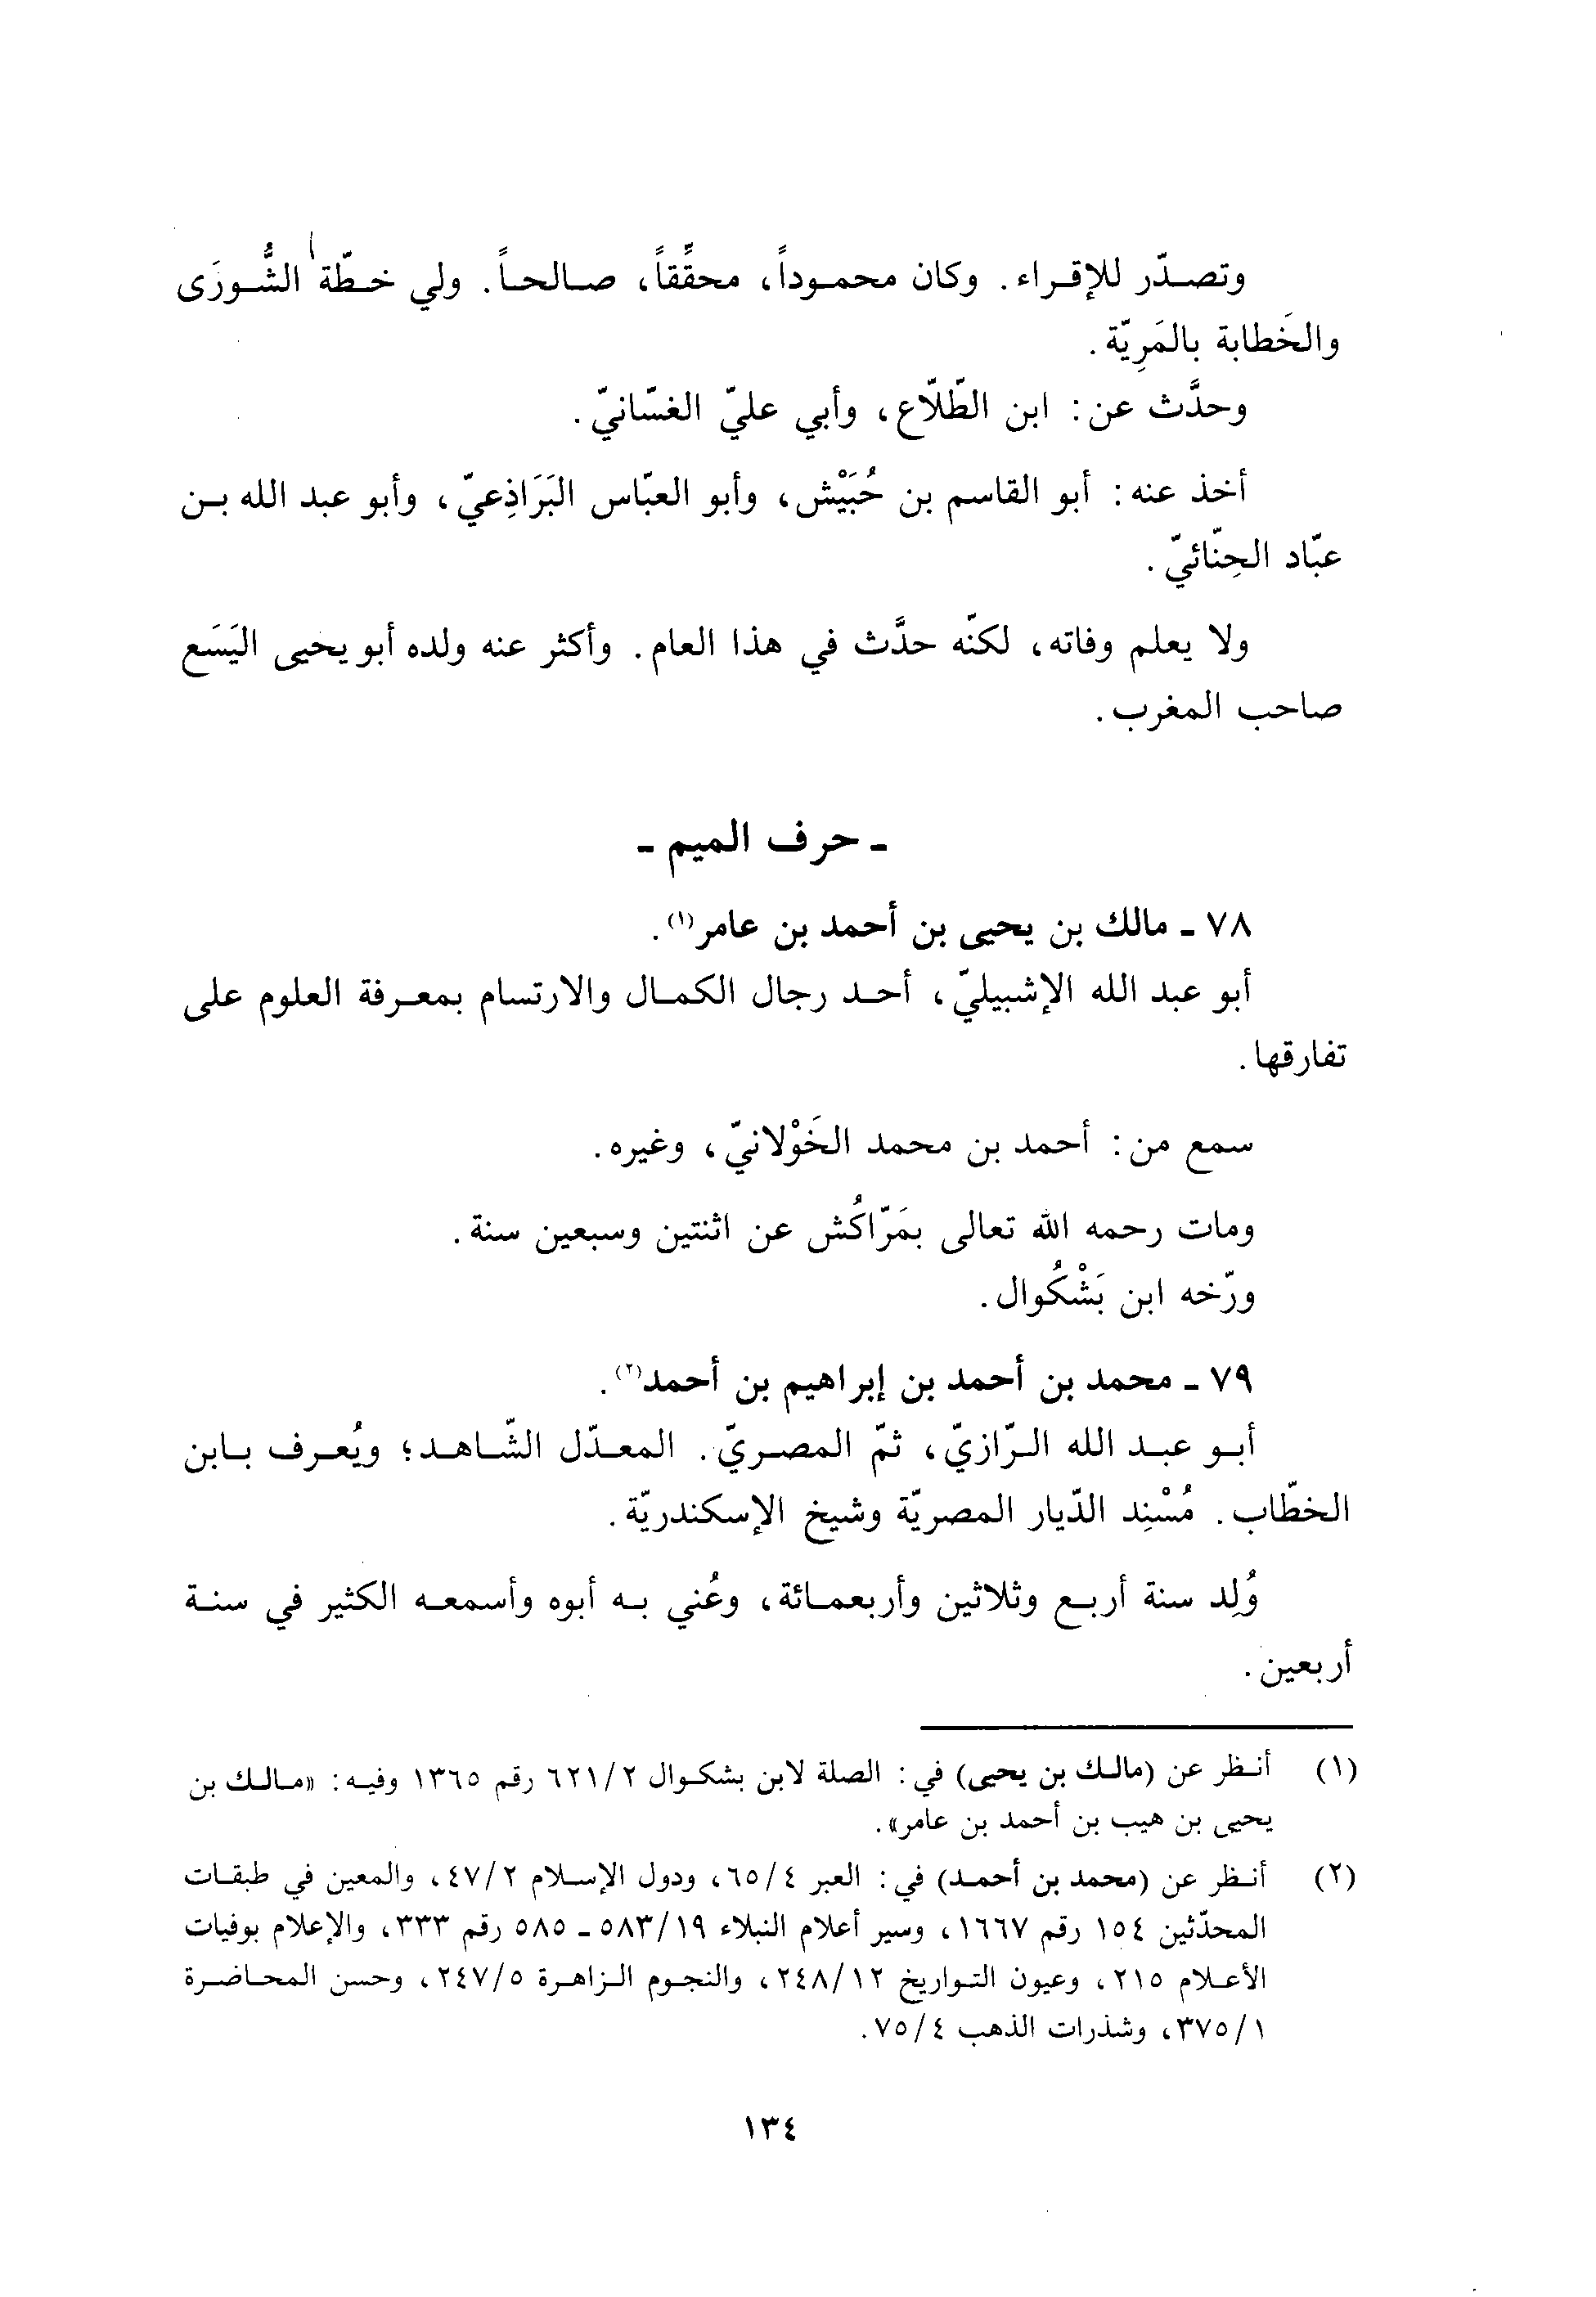 وتصدّر للإقراء. وكان محموداً، محقِّقاً، صالحاً. ولي خطّة الشُّورَى
والخَطابة بالمَرِيّة.
وحدَّث عن: ابن الطّلّاع، وأبي عليّ الغسّانيّ.
أخذ عنه: أبو القاسم بن حُبَيْش، وأبو العبّاس البَرَاذِعيّ، وأبو عبد الله بن
عبّاد الحِنّائيّ.
ولا يعلم وفاته، لكنّه حدَّث في هذا العام. وأكثر عنه ولده أبو يحيى اليَسَع
صاحب المغرب.
ـ حرف الميم ـ
٧٨ ـ مالك بن يحيى بن أحمد بن عامر(١).
أبو عبد الله الإشبيليّ، أحد رجال الكمال والارتسام بمعرفة العلوم على
تفارقها.
سمع من: أحمد بن محمد الخَوْلانيّ، وغيره.
ومات رحمه الله تعالى بمَرّاكُش عن اثنتين وسبعين سنة.
ورّخه ابن بَشْكُوال.
٧٩ ـ محمد بن أحمد بن إبراهيم بن أحمد(٢).
أبو عبد الله الرّازيّ، ثمّ المصريّ. المعدّل الشّاهد؛ ويُعرف بابن
الخطّاب. مُسْنِد الدّيار المصريّة وشيخ الإسكندريّة.
وُلِد سنة أربع وثلاثين وأربعمائة، وعُني به أبوه وأسمعه الكثير في سنة
أربعين.
(١) أنظر عن (مالك بن يحيى) في: الصلة لابن بشكوال ٦٢١/٢ رقم ١٣٦٥ وفيه: «مالك بن
يحيى بن هيب بن أحمد بن عامر».
(٢) أنظر عن (محمد بن أحمد) في: العبر ٦٥/٤، ودول الإسلام ٤٧/٢، والمعين في طبقات
المحدّثين ١٥٤ رقم ١٦٦٧، وسير أعلام النبلاء ٥٨٣/١٩ ـ ٥٨٥ رقم ٣٣٣، والإعلام بوفيات
الأعلام ٢١٥، وعيون التواريخ ٢٤٨/١٢، والنجوم الزاهرة ٢٤٧/٥، وحسن المحاضرة
٣٧٥/١، وشذرات الذهب ٧٥/٤.
١٣٤